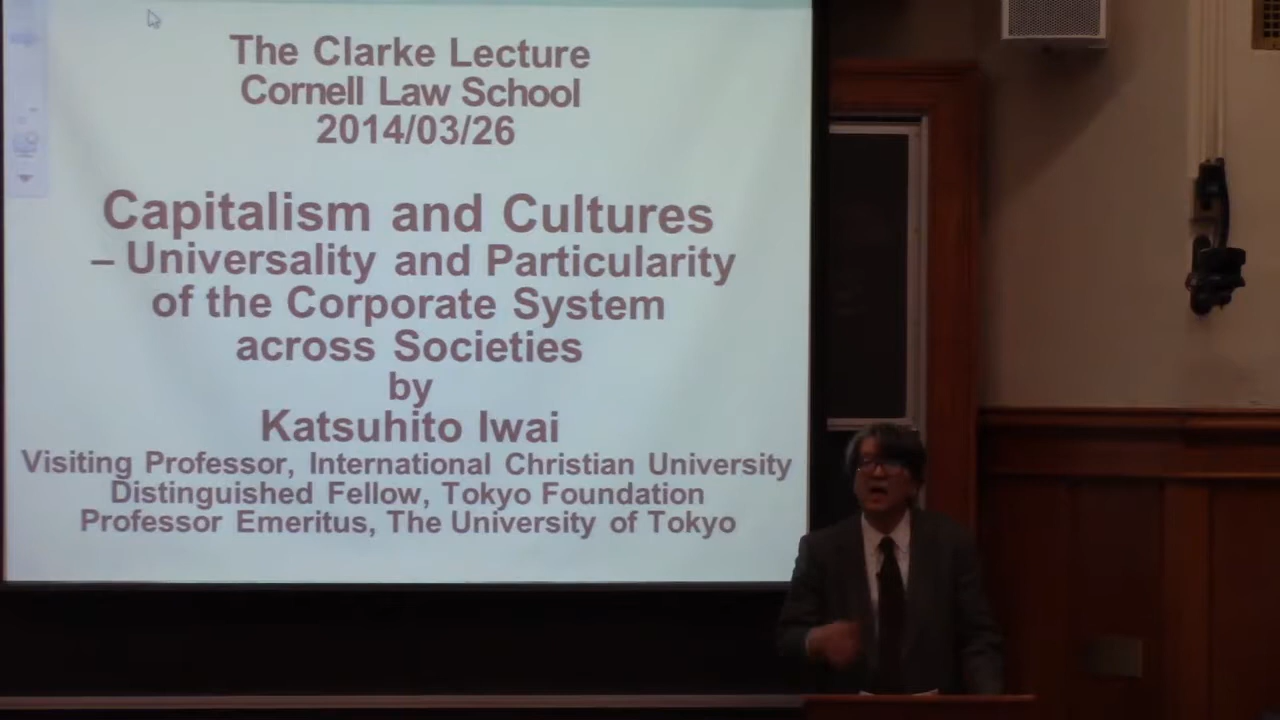 The Clarke Lecture
Cornell Law School
2014/03/26
Capitalism and Cultures
– Universality and Particularity
of the Corporate System
across Societies
by
Katsuhito Iwai
Visiting Professor, International Christian University
Distinguished Fellow, Tokyo Foundation
Professor Emeritus, The University of Tokyo